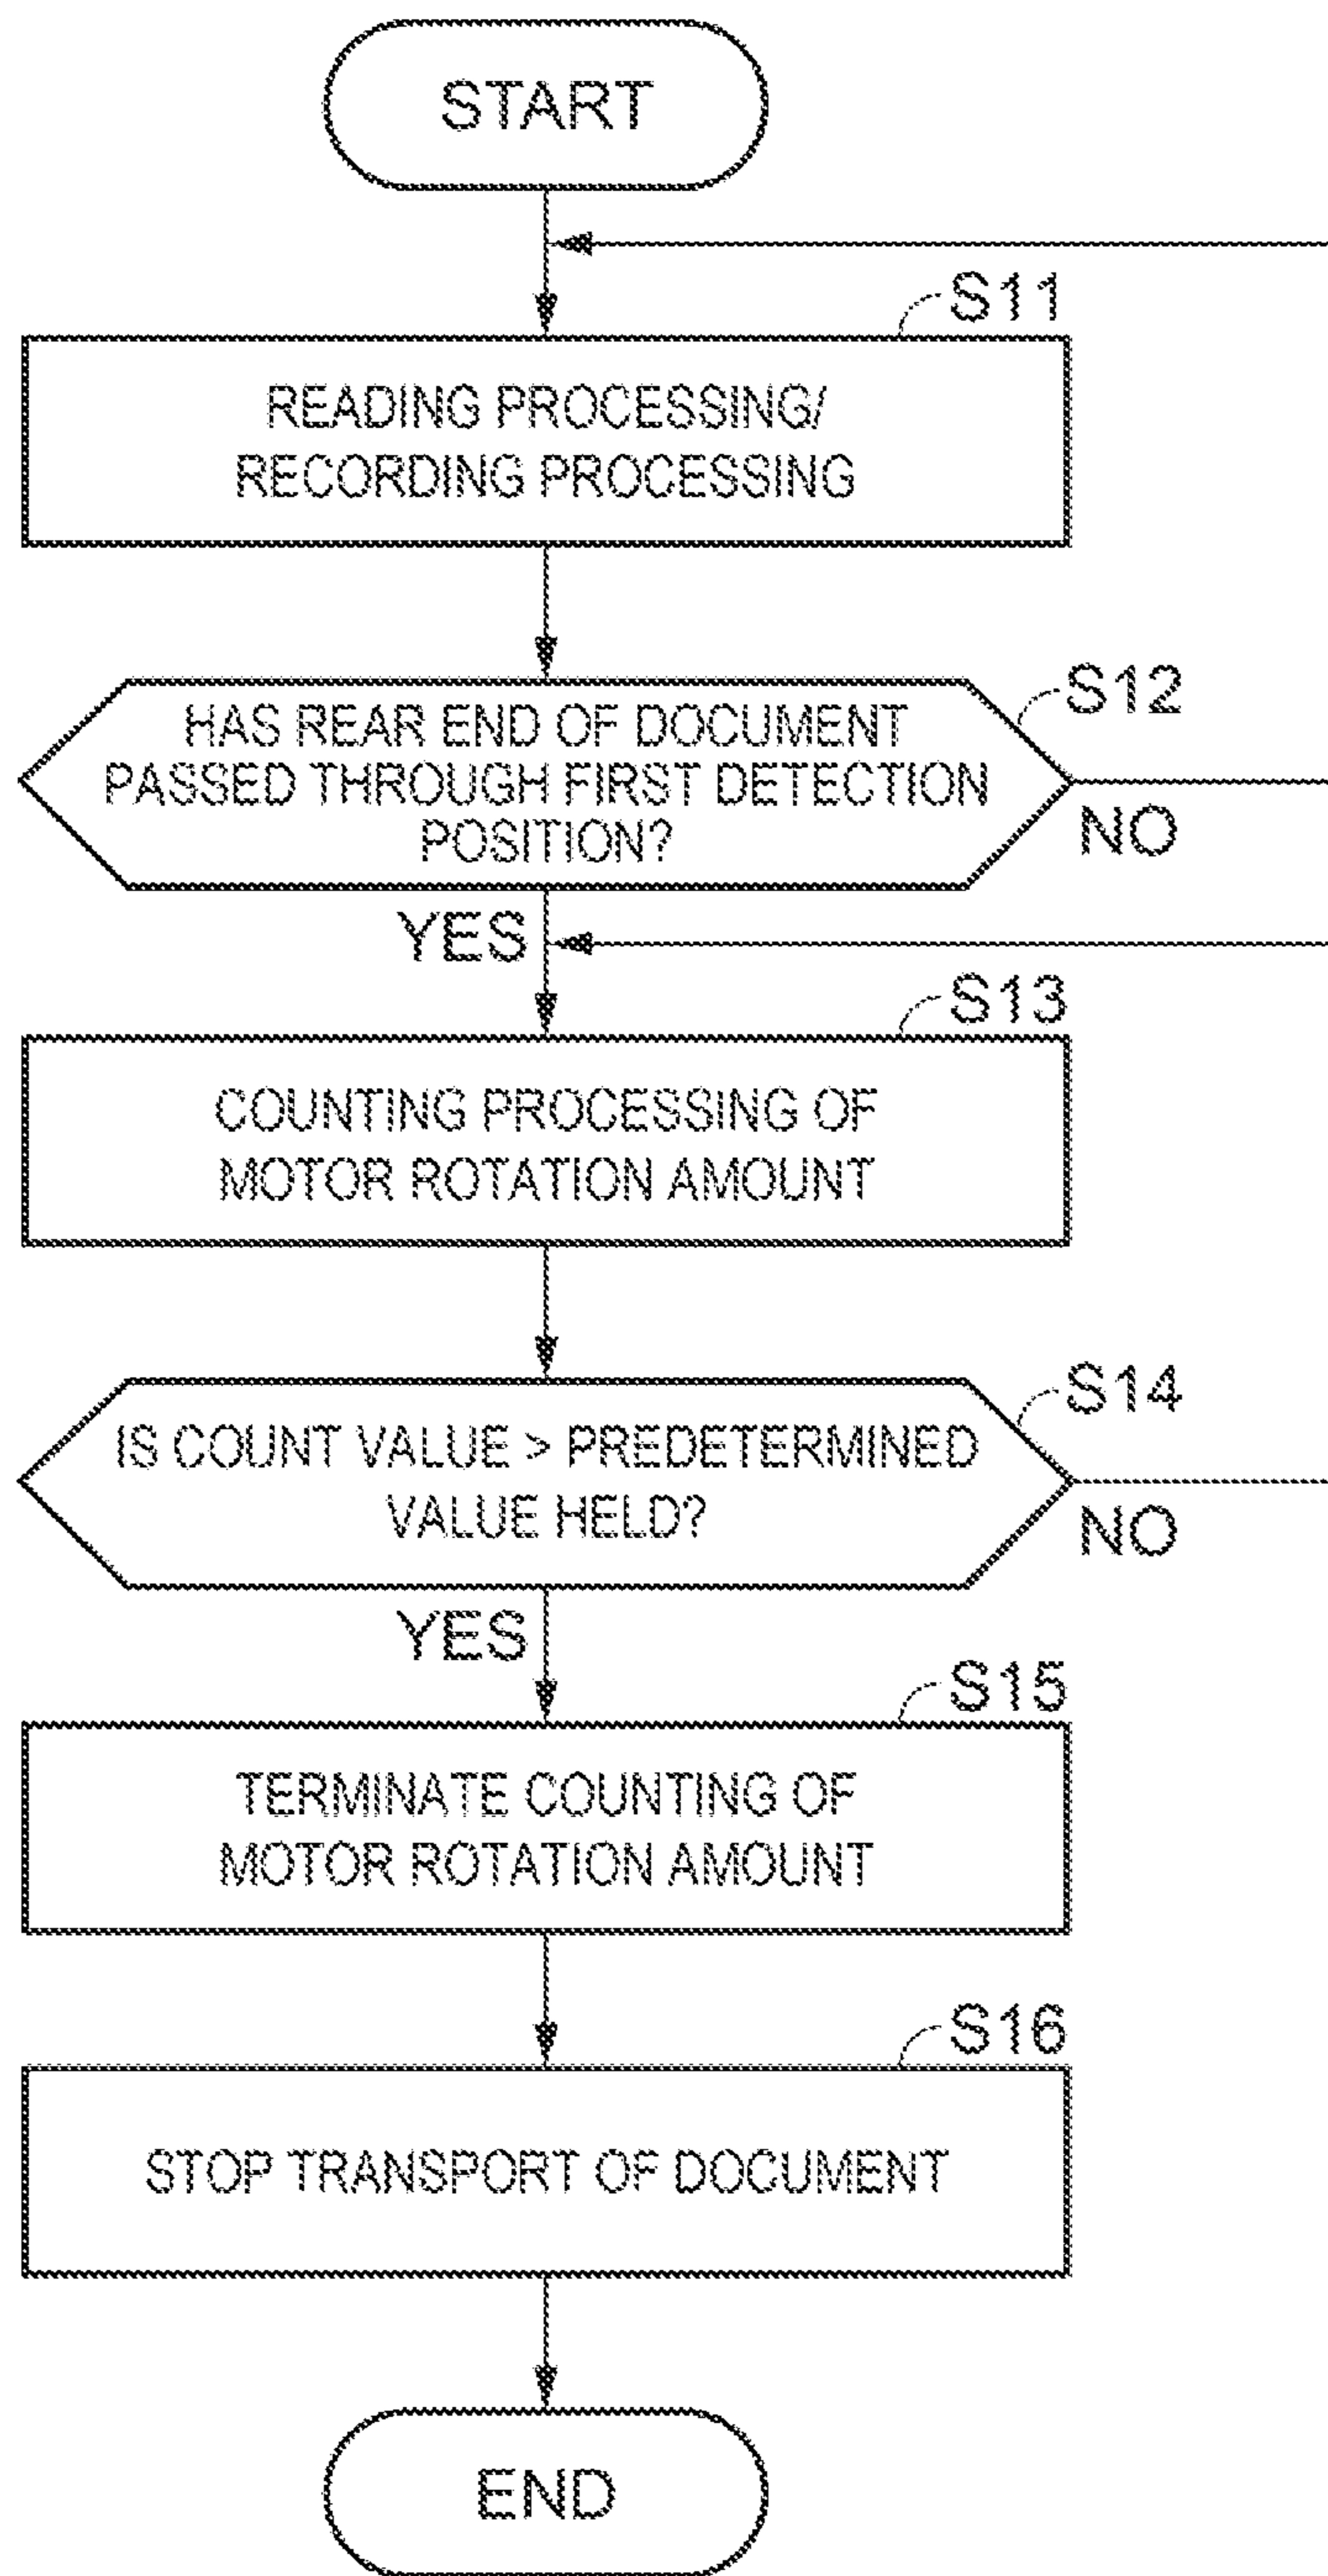 START
S11
READING PROCESSING/
RECORDING PROCESSING
S12
HAS REAR END OF DOCUMENT
PASSED THROUGH FIRST DETECTION
POSITION?
NO
YES
S13
COUNTING PROCESSING OF
MOTOR ROTATION AMOUNT
S14
IS COUNT VALUE > PREDETERMINED
VALUE HELD?
NO
YES
S15
TERMINATE COUNTING OF
MOTOR ROTATION AMOUNT
S16
STOP TRANSPORT OF DOCUMENT
END